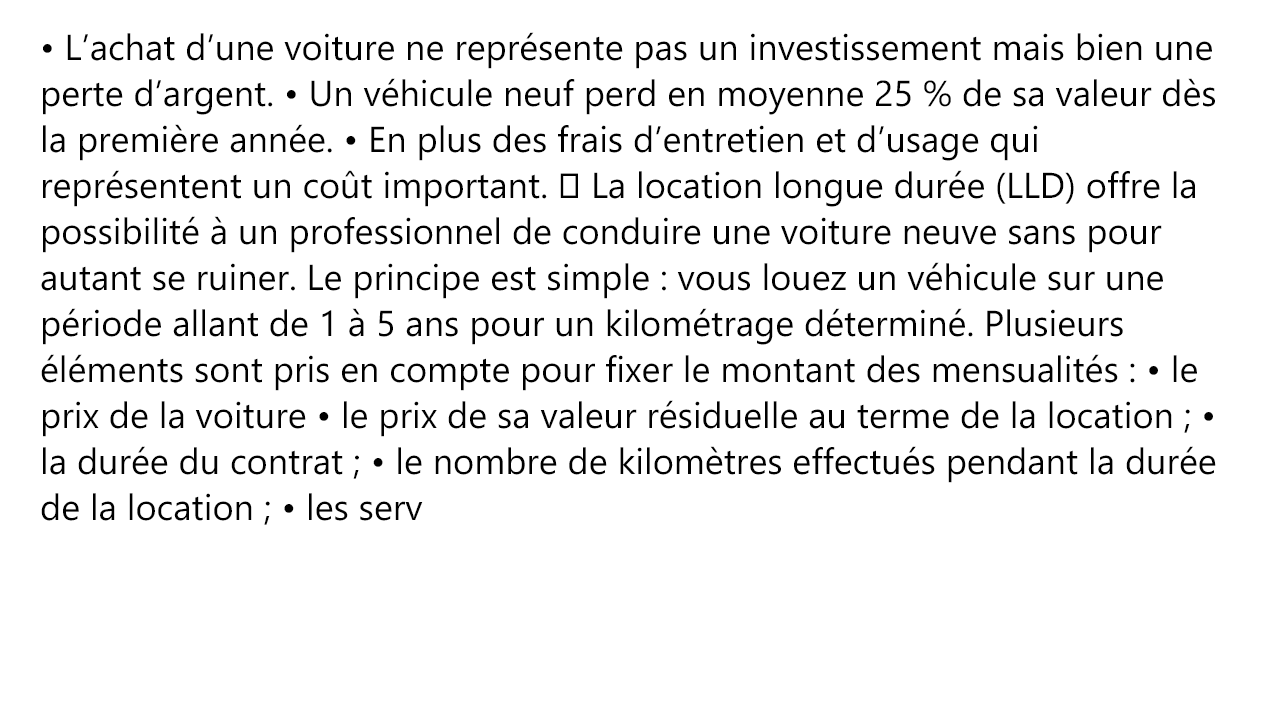 • L’achat d’une voiture ne représente pas un investissement mais bien une
perte d’argent. • Un véhicule neuf perd en moyenne 25 % de sa valeur dès
la première année. • En plus des frais d’entretien et d’usage qui
représentent un coût important. 
 La location longue durée (LLD) offre la
possibilité à un professionnel de conduire une voiture neuve sans pour
autant se ruiner. Le principe est simple : vous louez un véhicule sur une
période allant de 1 à 5 ans pour un kilométrage déterminé. Plusieurs
éléments sont pris en compte pour fixer le montant des mensualités : • le
prix de la voiture • le prix de sa valeur résiduelle au terme de la location ; •
la durée du contrat ; • le nombre de kilomètres effectués pendant la durée
de la location ; • les serv